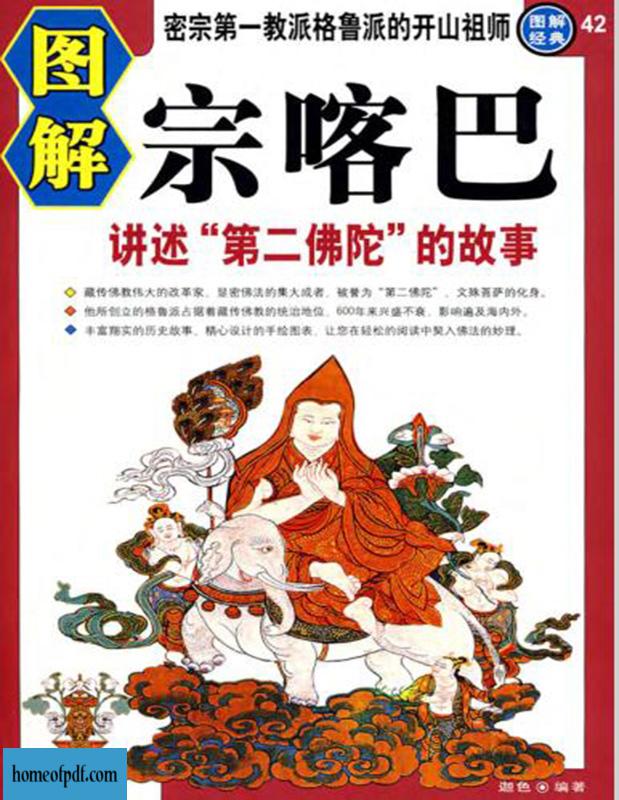 密宗第一教派格鲁派的开山祖师
图解
经典
42
图解
宗喀巴
讲述“第二佛陀”的故事
藏传佛教伟大的改革家、显密佛法的集大成者，被誉为“第二佛陀”、文殊菩萨的化身。
他所创立的格鲁派占据着藏传佛教的统治地位，600年来兴盛不衰，影响遍及海内外。
丰富翔实的历史故事，精心设计的手绘图表，让您在轻松的阅读中契入佛法的妙理。
homeofpdf.com
迦色 ⊙ 编著